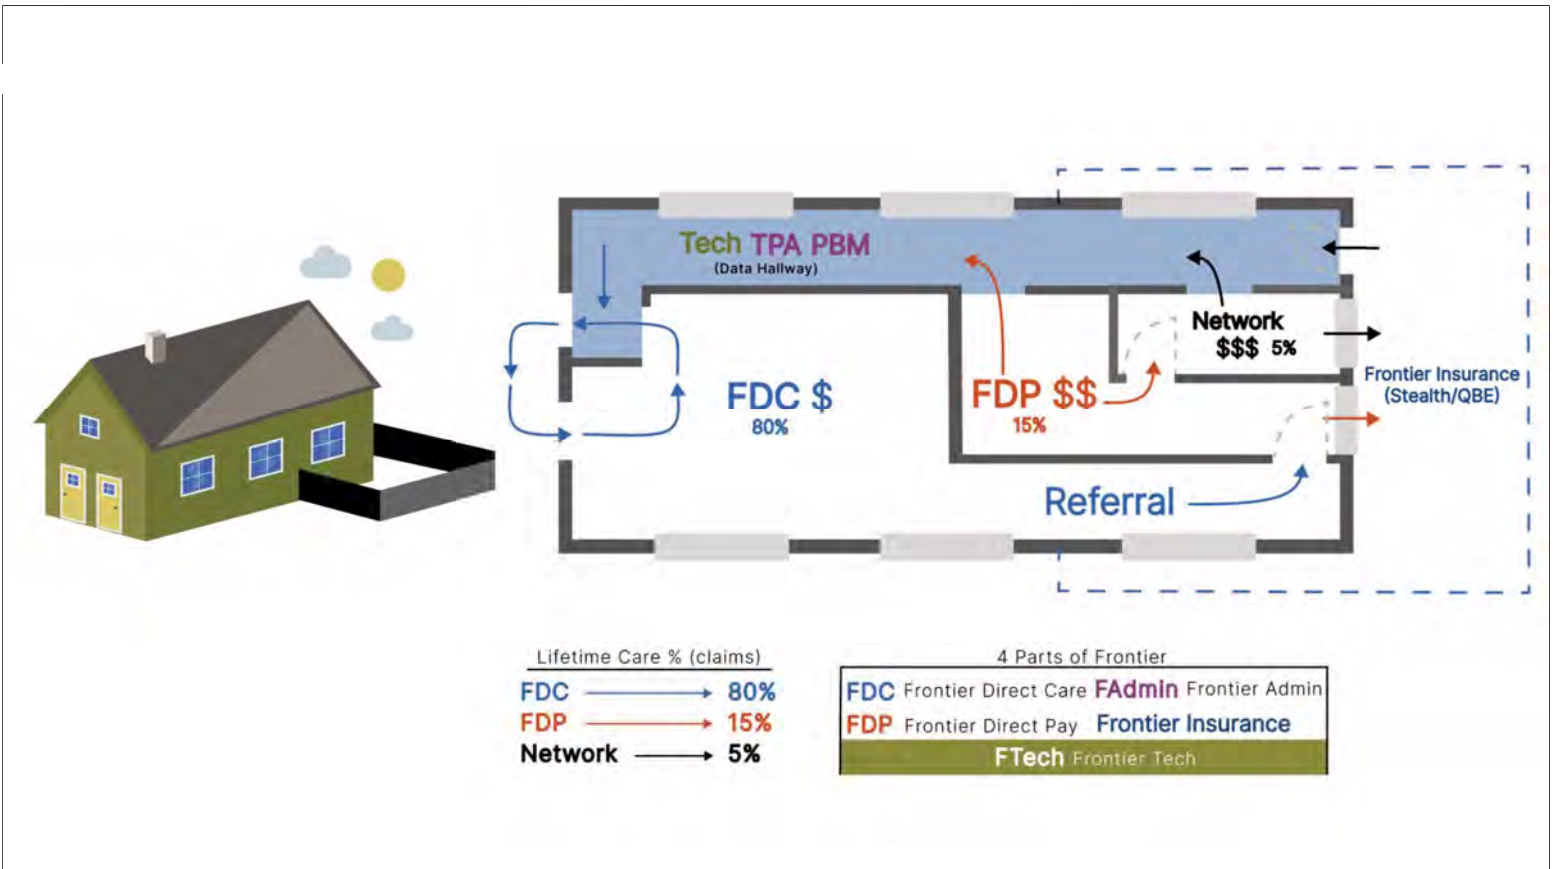 Tech TPA PBM
(Data Hallway)
Network
$$$ 5%
FDC $
80%
FDP $$
15%
Frontier Insurance
(Stealth/QBE)
Referral
Lifetime Care % (claims)
FDC 80%
FDP 15%
Network 5%
4 Parts of Frontier
FDC Frontier Direct Care FAdmin Frontier Admin
FDP Frontier Direct Pay Frontier Insurance
FTech Frontier Tech